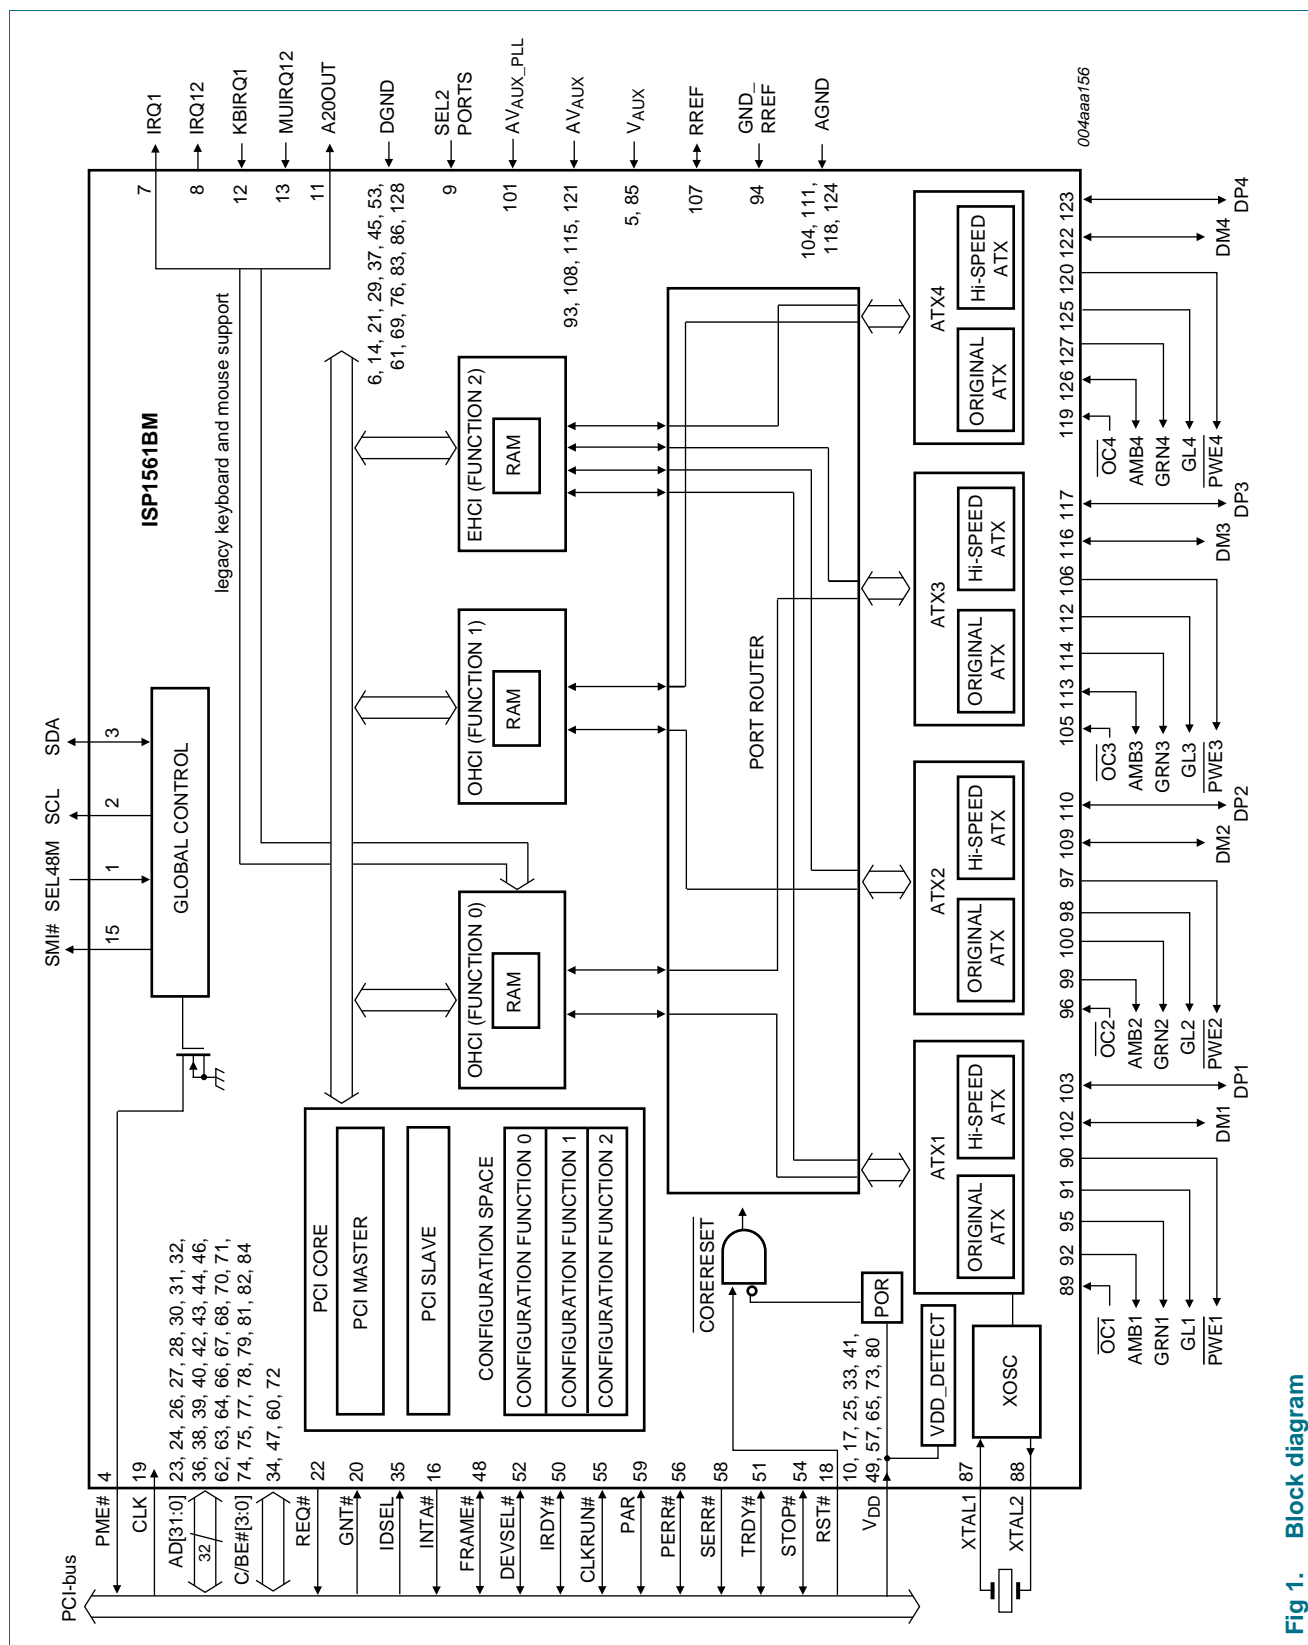 PCI-bus
PME#
4
CLK
19
AD[31:0]
32
23, 24, 26, 27, 28, 30, 31, 32,
36, 38, 39, 40, 42, 43, 44, 46,
62, 63, 64, 66, 67, 68, 70, 71,
74, 75, 77, 78, 79, 81, 82, 84
C/BE#[3:0]
34, 47, 60, 72
REQ#
22
GNT#
20
IDSEL
35
INTA#
16
FRAME#
48
DEVSEL#
52
IRDY#
50
CLKRUN#
55
PAR
59
PERR#
56
SERR#
58
TRDY#
51
STOP#
54
RST#
18
VDD
10, 17, 25, 33, 41,
49, 57, 65, 73, 80
XTAL1
87
XTAL2
88
SMI#
15
SEL48M
1
SCL
2
SDA
3
GLOBAL CONTROL
ISP1561BM
legacy keyboard and mouse support
PCI CORE
PCI MASTER
PCI SLAVE
CONFIGURATION SPACE
CONFIGURATION FUNCTION 0
CONFIGURATION FUNCTION 1
CONFIGURATION FUNCTION 2
OHCI (FUNCTION 0)
RAM
OHCI (FUNCTION 1)
RAM
EHCI (FUNCTION 2)
RAM
CORERESET
POR
VDD_DETECT
XOSC
PORT ROUTER
ATX1
ORIGINAL
ATX
Hi-SPEED
ATX
ATX2
ORIGINAL
ATX
Hi-SPEED
ATX
ATX3
ORIGINAL
ATX
Hi-SPEED
ATX
ATX4
ORIGINAL
ATX
Hi-SPEED
ATX
7
IRQ1
8
IRQ12
12
KBIRQ1
13
MUIRQ12
11
A20OUT
6, 14, 21, 29, 37, 45, 53,
61, 69, 76, 83, 86, 128
DGND
9
SEL2
PORTS
101
AVAUX_PLL
93, 108, 115, 121
AVAUX
5, 85
VAUX
107
RREF
94
GND_
RREF
104, 111,
118, 124
AGND
89
92
95
91
90
102
103
OC1
AMB1
GRN1
GL1
PWE1
DM1
DP1
96
99
100
98
97
109
110
OC2
AMB2
GRN2
GL2
PWE2
DM2
DP2
105
113
114
112
106
116
117
OC3
AMB3
GRN3
GL3
PWE3
DM3
DP3
119
126
127
125
120
122
123
OC4
AMB4
GRN4
GL4
PWE4
DM4
DP4
004aaa156
Fig 1. Block diagram